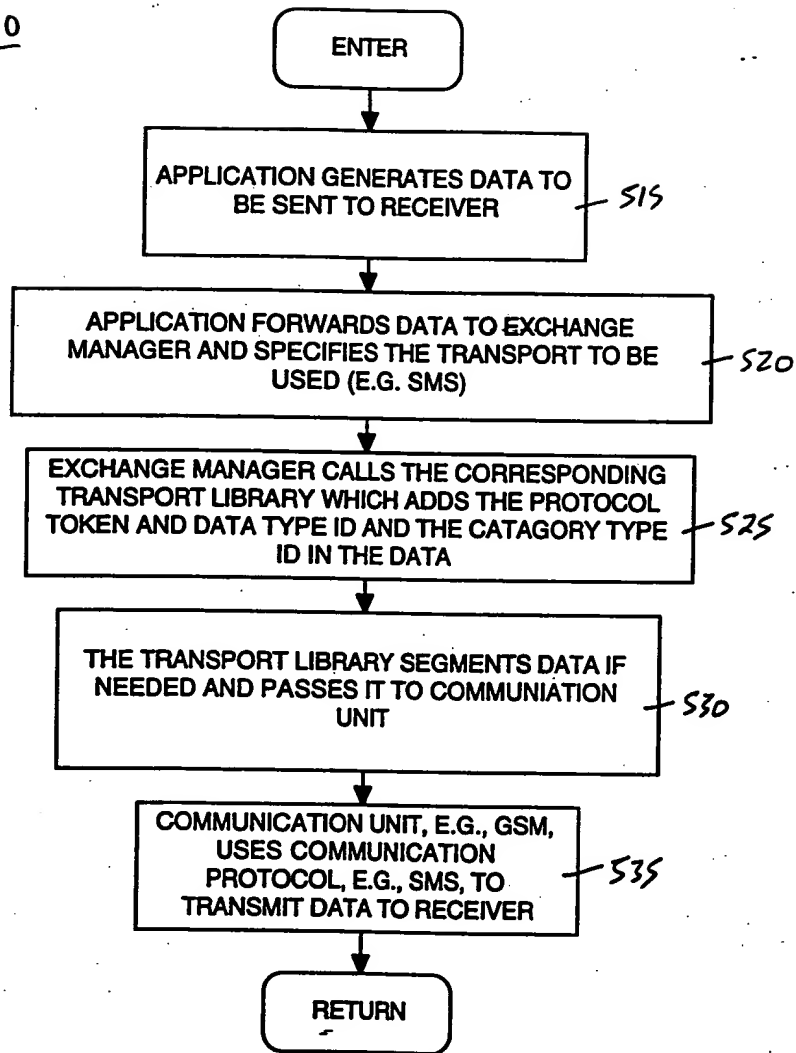 ENTER
APPLICATION GENERATES DATA TO
BE SENT TO RECEIVER
515
APPLICATION FORWARDS DATA TO EXCHANGE
MANAGER AND SPECIFIES THE TRANSPORT TO BE
USED (E.G. SMS)
520
EXCHANGE MANAGER CALLS THE CORRESPONDING
TRANSPORT LIBRARY WHICH ADDS THE PROTOCOL
TOKEN AND DATA TYPE ID AND THE CATAGORY TYPE
ID IN THE DATA
525
THE TRANSPORT LIBRARY SEGMENTS DATA IF
NEEDED AND PASSES IT TO COMMUNIATION
UNIT
530
COMMUNICATION UNIT, E.G., GSM,
USES COMMUNICATION
PROTOCOL, E.G., SMS, TO
TRANSMIT DATA TO RECEIVER
535
RETURN